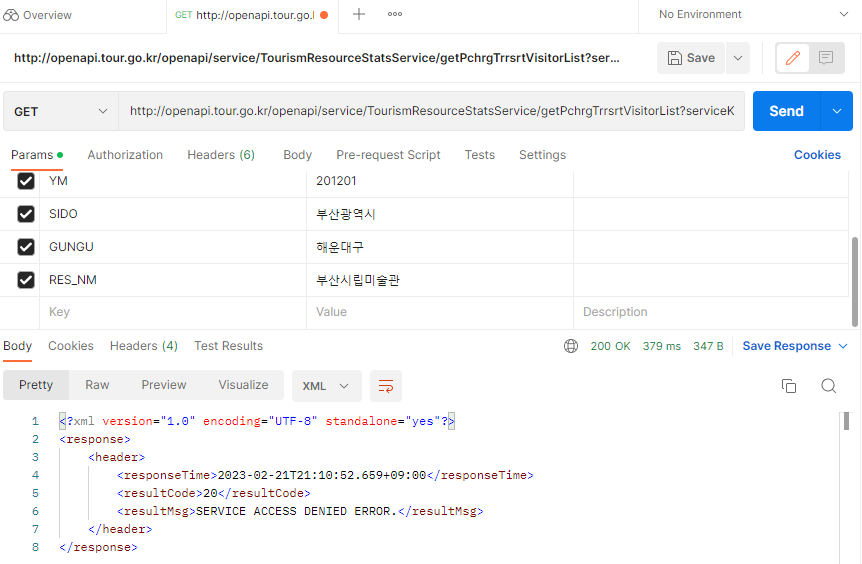 Overview
GET http://openapi.tour.go.l
No Environment
http://openapi.tour.go.kr/openapi/service/TourismResourceStatsService/getPchrgTrrsrtVisitorList?ser...
Save
GET http://openapi.tour.go.kr/openapi/service/TourismResourceStatsService/getPchrgTrrsrtVisitorList?serviceK
Send
Params Authorization Headers (6) Body Pre-request Script Tests Settings Cookies
YM 201201
SIDO 부산광역시
GUNGU 해운대구
RES_NM 부산시립미술관
Key Value Description
Body Cookies Headers (4) Test Results 200 OK 379 ms 347 B Save Response
Pretty Raw Preview Visualize XML
1 <?xml version="1.0" encoding="UTF-8" standalone="yes"?>
2 <response>
3 <header>
4 <responseTime>2023-02-21T21:10:52.659+09:00</responseTime>
5 <resultCode>20</resultCode>
6 <resultMsg>SERVICE ACCESS DENIED ERROR.</resultMsg>
7 </header>
8 </response>